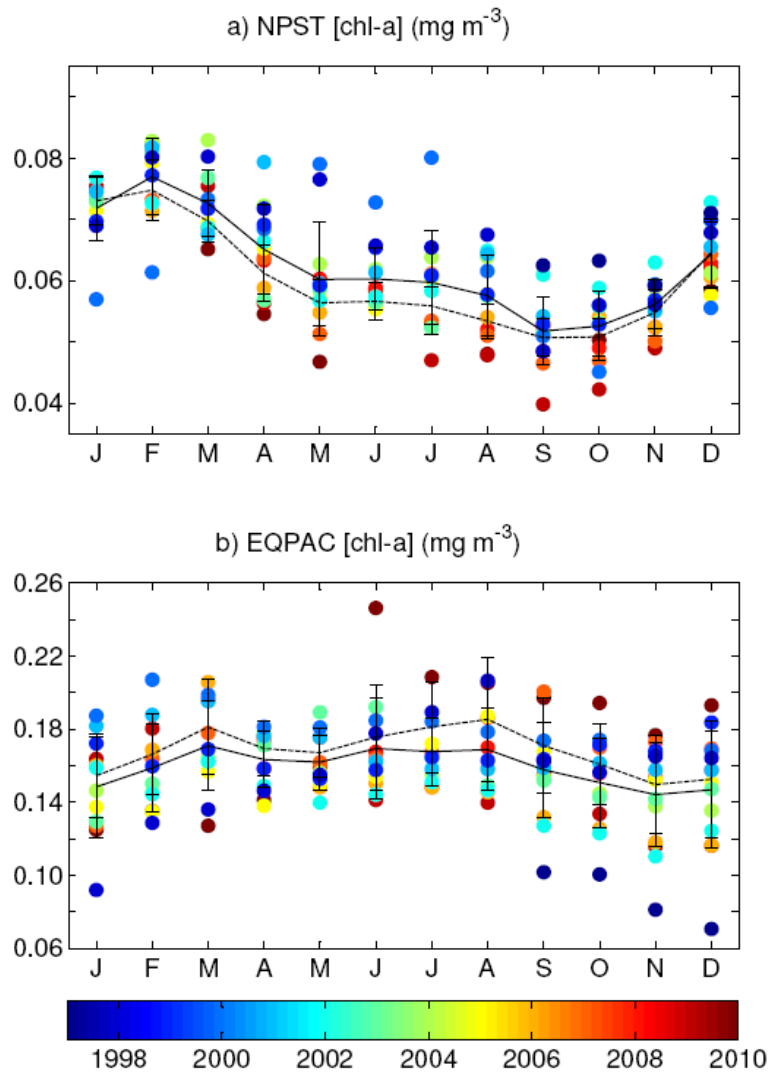 a) NPST [chl-a] (mg m⁻³)
0.08
0.06
0.04
J F M A M J J A S O N D
b) EQPAC [chl-a] (mg m⁻³)
0.26
0.22
0.18
0.14
0.10
0.06
J F M A M J J A S O N D
1998 2000 2002 2004 2006 2008 2010